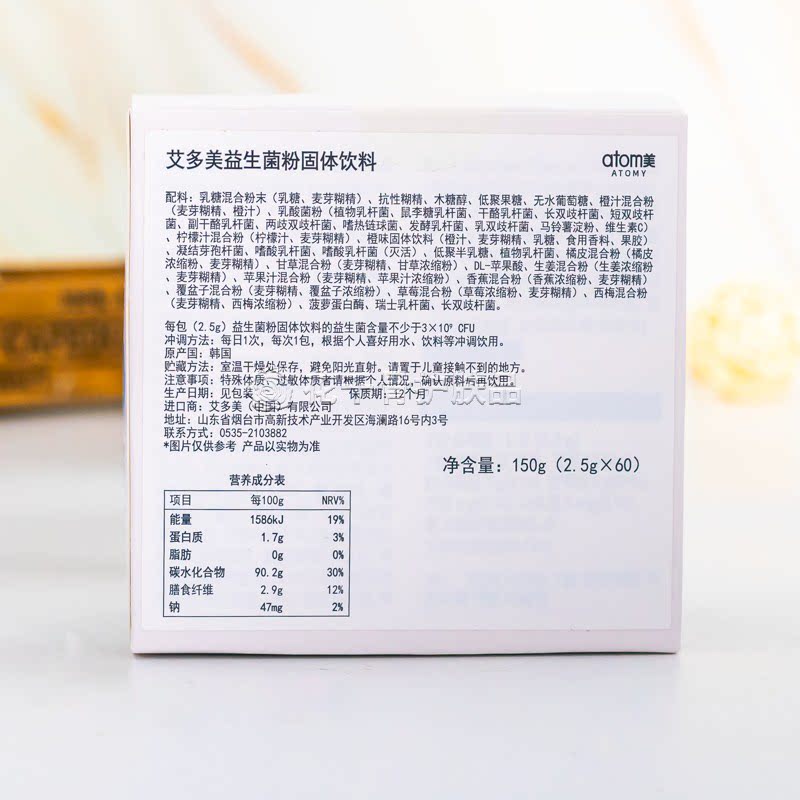 艾多美益生菌粉固体饮料
atom美
ATOMY
配料：乳糖混合粉末（乳糖、麦芽糊精）、抗性糊精、木糖醇、低聚果糖、无水葡萄糖、橙汁混合粉
（麦芽糊精、橙汁）、乳酸菌粉（植物乳杆菌、鼠李糖乳杆菌、干酪乳杆菌、长双歧杆菌、短双歧杆
菌、副干酪乳杆菌、两歧双歧杆菌、嗜热链球菌、发酵乳杆菌、乳双歧杆菌、马铃薯淀粉、维生素C）
、柠檬汁混合粉（柠檬汁、麦芽糊精）、橙味固体饮料（橙汁、麦芽糊精、乳糖、食用香料、果胶）
、凝结芽孢杆菌、嗜酸乳杆菌、嗜酸乳杆菌（灭活）、低聚半乳糖、植物乳杆菌、橘皮混合粉（橘皮
浓缩粉、麦芽糊精）、甘草混合粉（麦芽糊精、甘草浓缩粉）、DL-苹果酸、生姜混合粉（生姜浓缩粉
、麦芽糊精）、苹果汁混合粉（麦芽糊精、苹果汁浓缩粉）、香蕉混合粉（香蕉浓缩粉、麦芽糊精）
、覆盆子混合粉（麦芽糊精、覆盆子浓缩粉）、草莓混合粉（草莓浓缩粉、麦芽糊精）、西梅混合粉
（麦芽糊精、西梅浓缩粉）、菠萝蛋白酶、瑞士乳杆菌、长双歧杆菌。
每包（2.5g）益生菌粉固体饮料的益生菌含量不少于3×10⁹ CFU
冲调方法：每日1次，每次1包，根据个人喜好用水、饮料等冲调饮用。
原产国：韩国
贮藏方法：室温干燥处保存，避免阳光直射。请置于儿童接触不到的地方。
注意事项：特殊体质、过敏体质者请根据个人情况，确认原料后再饮用。
生产日期：见包装 保质期：12个月
进口商：艾多美（中国）有限公司
地址：山东省烟台市高新技术产业开发区海澜路16号内3号
联系方式：0535-2103882
*图片仅供参考 产品以实物为准
净含量：150g（2.5g×60）
营养成分表
项目 每100g NRV%
能量 1586kJ 19%
蛋白质 1.7g 3%
脂肪 0g 0%
碳水化合物 90.2g 30%
膳食纤维 2.9g 12%
钠 47mg 2%